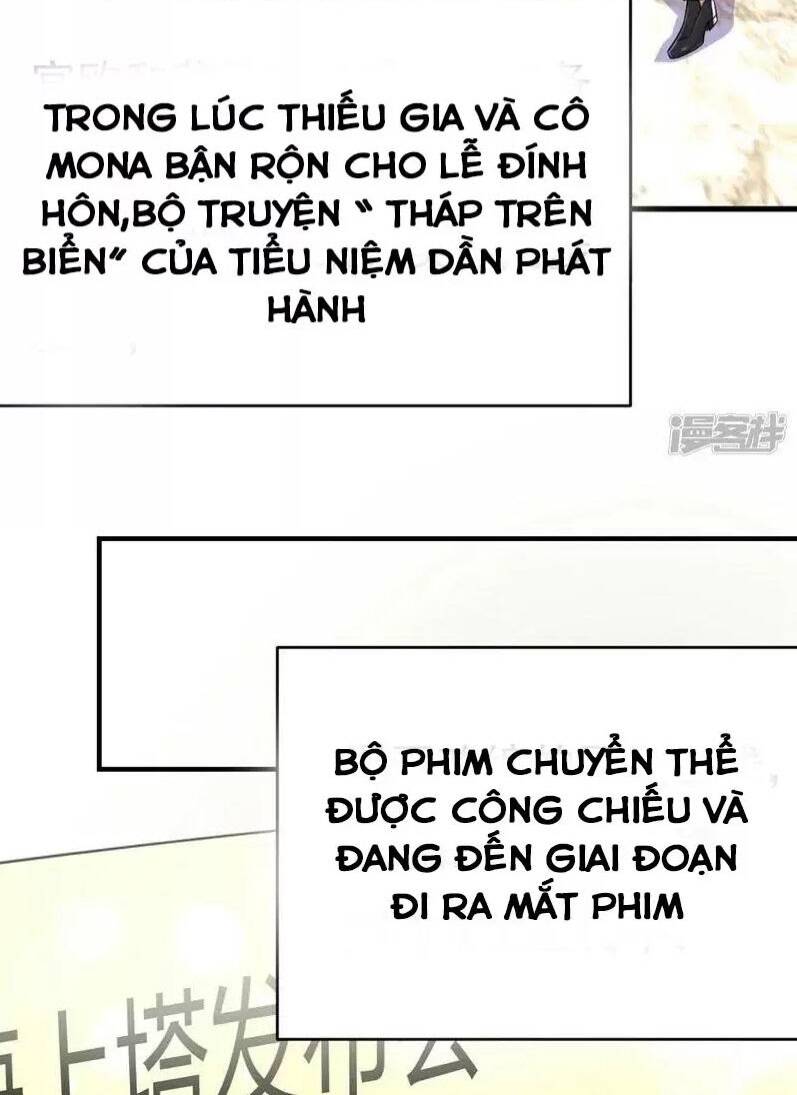 TRONG LÚC THIẾU GIA VÀ CÔ
MONA BẬN RỘN CHO LỄ ĐÍNH
HÔN,BỘ TRUYỆN “ THÁP TRÊN
BIỂN” CỦA TIỂU NIỆM DẦN PHÁT
HÀNH
漫客栈
BỘ PHIM CHUYỂN THỂ
ĐƯỢC CÔNG CHIẾU VÀ
ĐANG ĐẾN GIAI ĐOẠN
ĐI RA MẮT PHIM
海上塔发布会